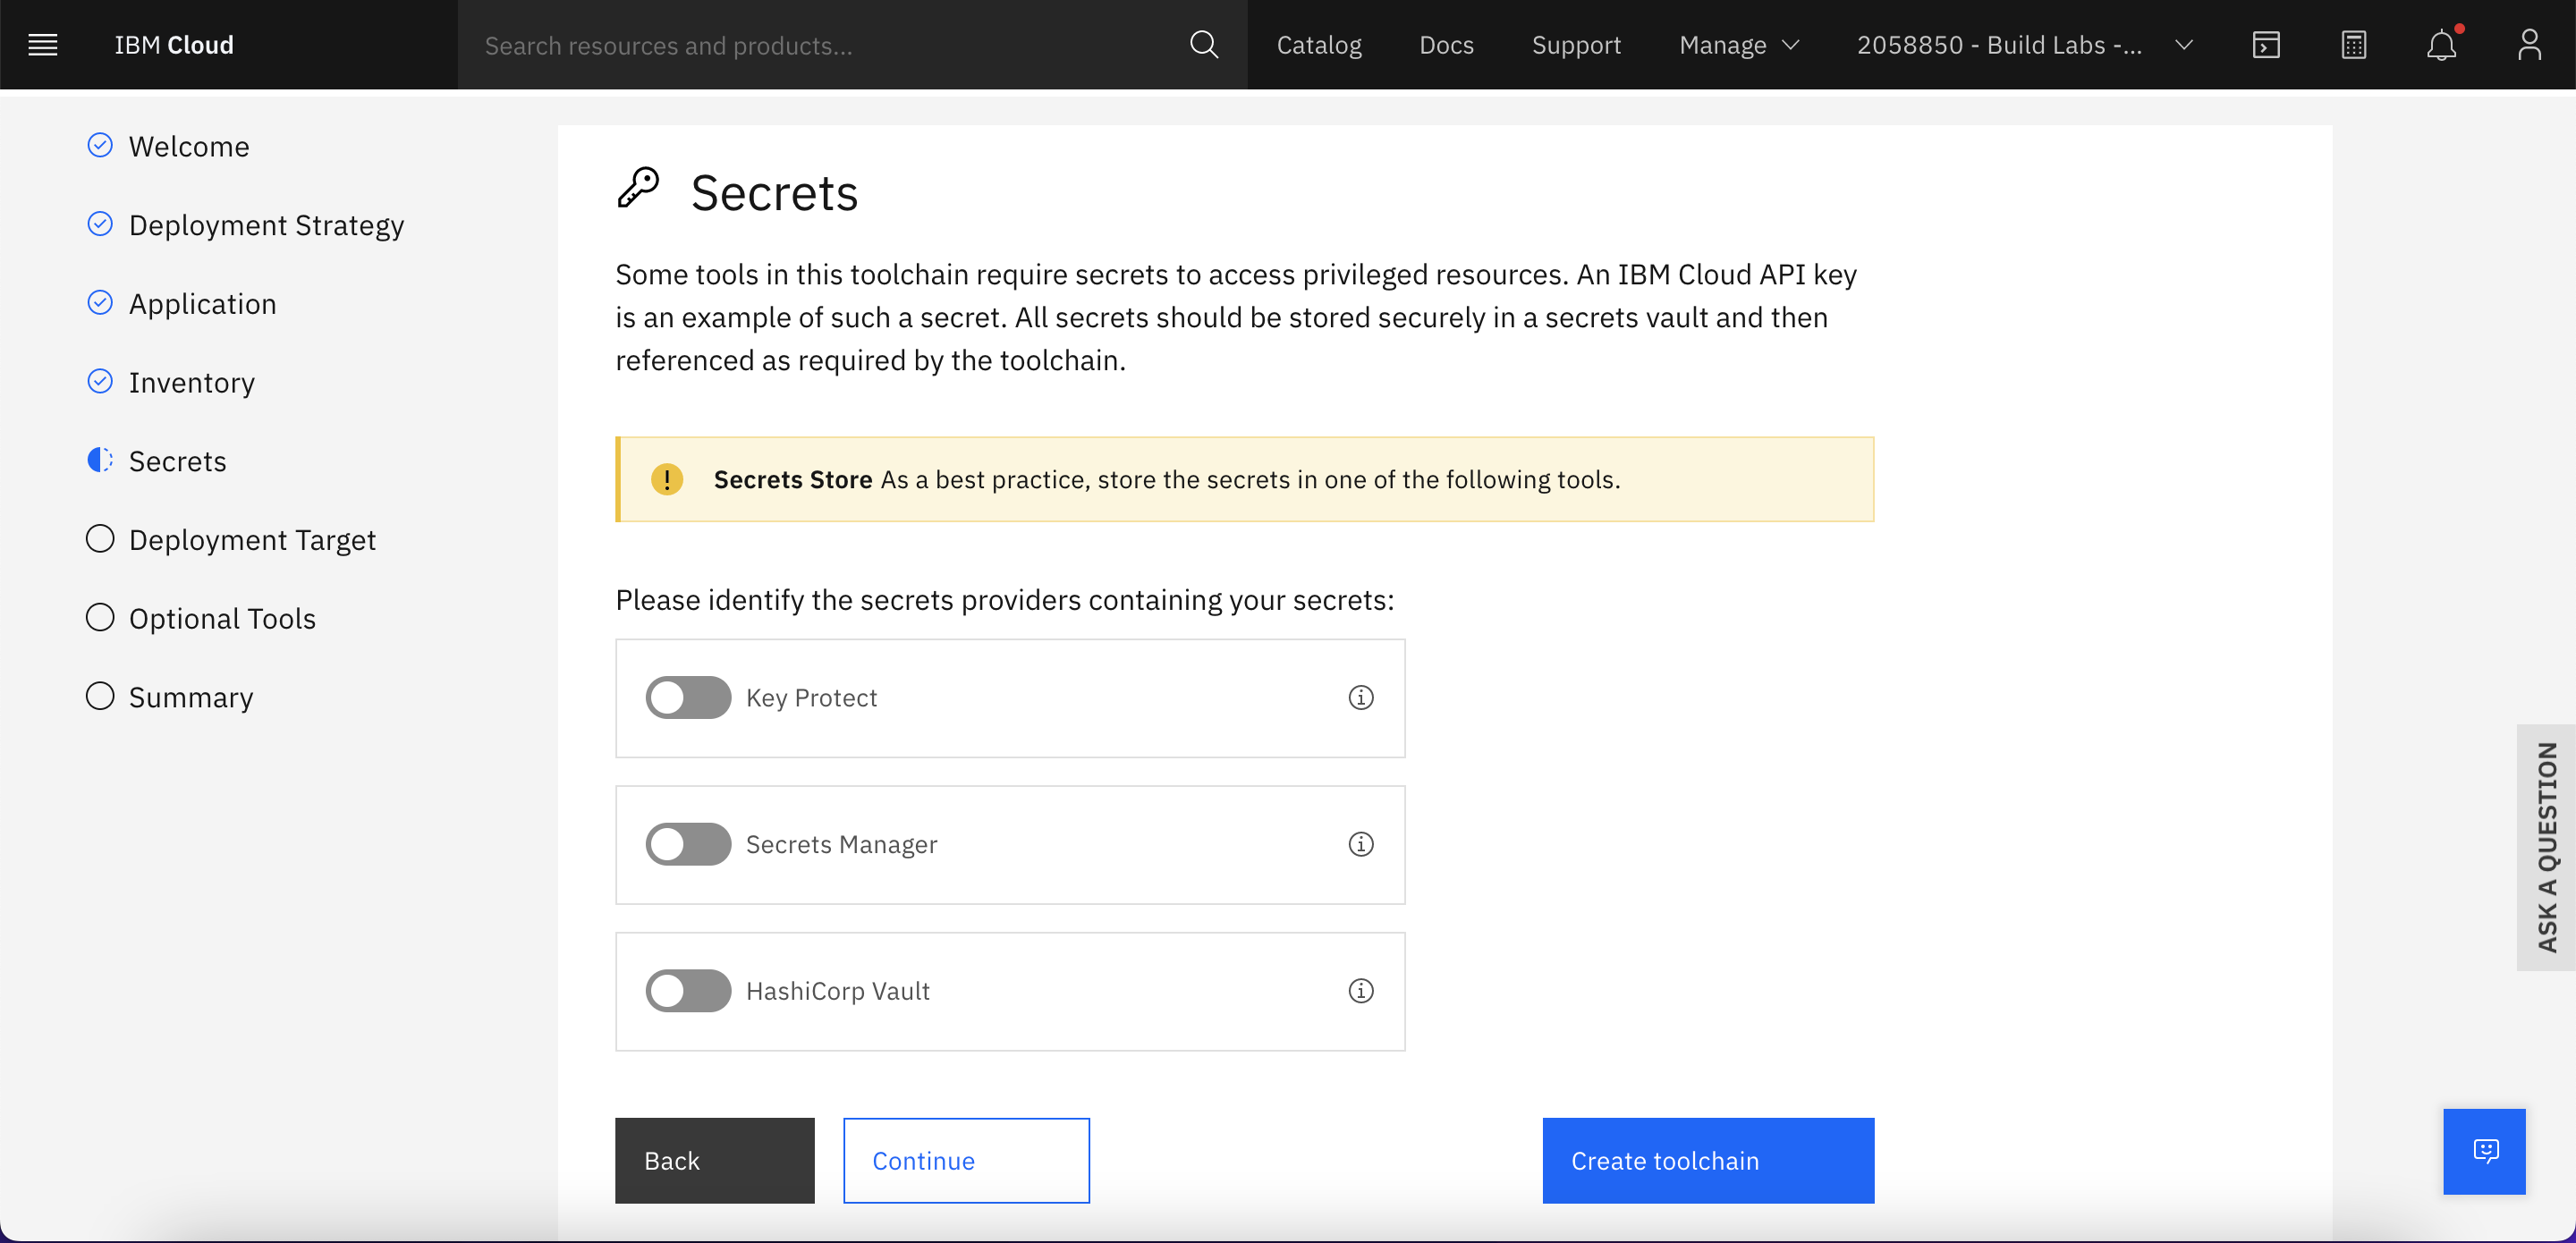 IBM Cloud
Search resources and products...
Catalog
Docs
Support
Manage
2058850 - Build Labs -...
Welcome
Deployment Strategy
Application
Inventory
Secrets
Deployment Target
Optional Tools
Summary
Secrets
Some tools in this toolchain require secrets to access privileged resources. An IBM Cloud API key
is an example of such a secret. All secrets should be stored securely in a secrets vault and then
referenced as required by the toolchain.
Secrets Store As a best practice, store the secrets in one of the following tools.
Please identify the secrets providers containing your secrets:
Key Protect
Secrets Manager
HashiCorp Vault
Back
Continue
Create toolchain
ASK A QUESTION